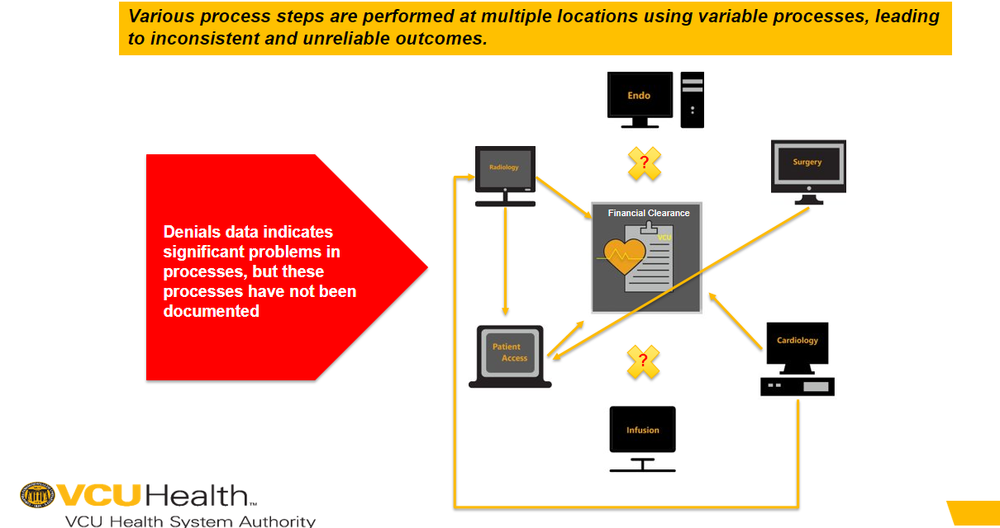 Various process steps are performed at multiple locations using variable processes, leading
to inconsistent and unreliable outcomes.
Endo
?
Radiology
Surgery
Denials data indicates
significant problems in
processes, but these
processes have not been
documented
Financial Clearance
VCU
Patient
Access
Cardiology
?
Infusion
VCUHealth™
VCU Health System Authority